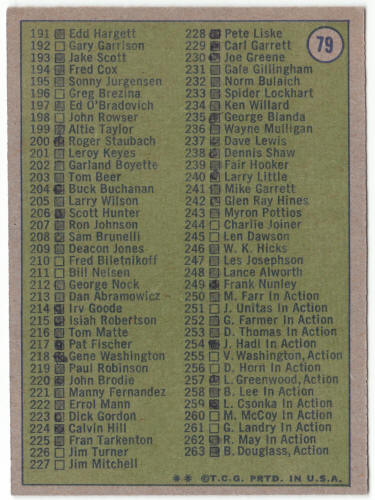 79
191 Edd Hargett
192 Gary Garrison
193 Jake Scott
194 Fred Cox
195 Sonny Jurgensen
196 Greg Brezina
197 Ed O'Bradovich
198 John Rowser
199 Altie Taylor
200 Roger Staubach
201 Leroy Keyes
202 Garland Boyette
203 Tom Beer
204 Buck Buchanan
205 Larry Wilson
206 Scott Hunter
207 Ron Johnson
208 Sam Brunelli
209 Deacon Jones
210 Fred Biletnikoff
211 Bill Nelsen
212 George Nock
213 Dan Abramowicz
214 Irv Goode
215 Isiah Robertson
216 Tom Matte
217 Pat Fischer
218 Gene Washington
219 Paul Robinson
220 John Brodie
221 Manny Fernandez
222 Errol Mann
223 Dick Gordon
224 Calvin Hill
225 Fran Tarkenton
226 Jim Turner
227 Jim Mitchell
228 Pete Liske
229 Carl Garrett
230 Joe Greene
231 Gale Gillingham
232 Norm Bulaich
233 Spider Lockhart
234 Ken Willard
235 George Blanda
236 Wayne Mulligan
237 Dave Lewis
238 Dennis Shaw
239 Fair Hooker
240 Larry Little
241 Mike Garrett
242 Glen Ray Hines
243 Myron Pottios
244 Charlie Joiner
245 Len Dawson
246 W. K. Hicks
247 Les Josephson
248 Lance Alworth
249 Frank Nunley
250 M. Farr In Action
251 J. Unitas In Action
252 G. Farmer In Action
253 D. Thomas In Action
254 J. Hadl In Action
255 V. Washington, Action
256 D. Horn In Action
257 L. Greenwood, Action
258 B. Lee In Action
259 L. Csonka In Action
260 M. McCoy In Action
261 G. Landry In Action
262 R. May In Action
263 B. Douglass, Action
** ©T.C.G. PRTD. IN U.S.A.